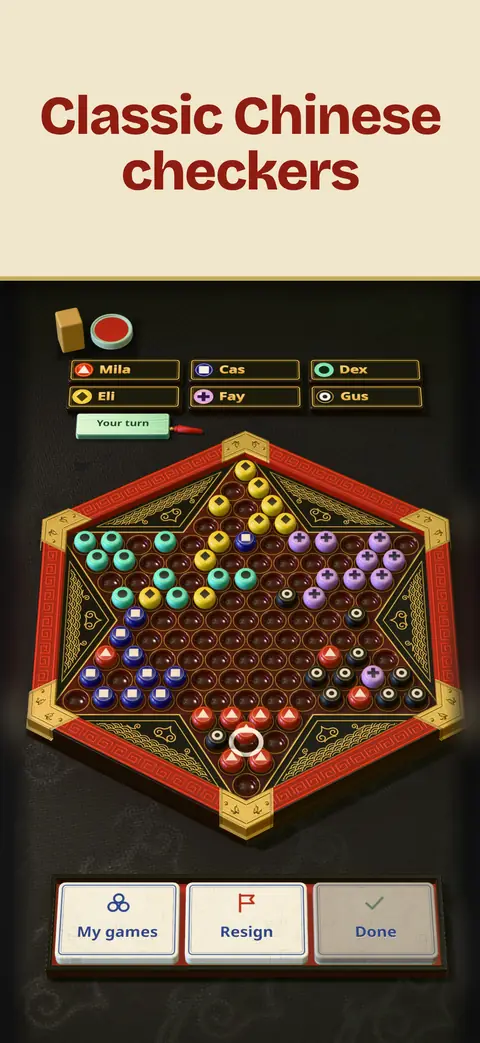 Classic Chinese
checkers
Mila
Cas
Dex
Eli
Fay
Gus
Your turn
My games
Resign
Done